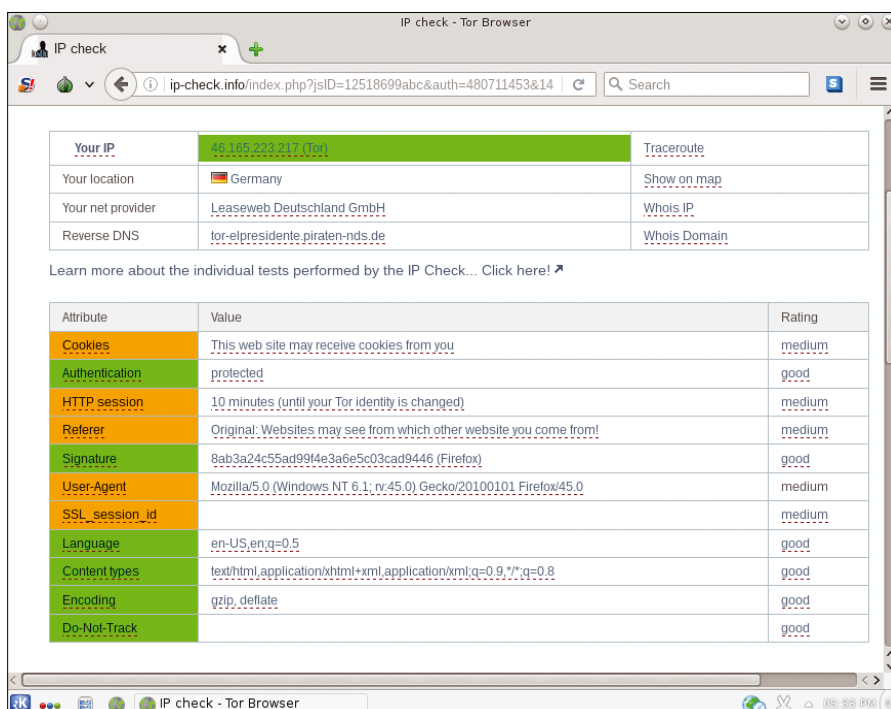 IP check - Tor Browser
IP check
ip-check.info/index.php?jsID=12518699abc&auth=480711453&14
Search
Your IP 46.165.223.217 (Tor) Traceroute
Your location Germany Show on map
Your net provider Leaseweb Deutschland GmbH Whois IP
Reverse DNS tor-elpresidente.piraten-nds.de Whois Domain
Learn more about the individual tests performed by the IP Check... Click here!
Attribute Value Rating
Cookies This web site may receive cookies from you medium
Authentication protected good
HTTP session 10 minutes (until your Tor identity is changed) medium
Referer Original: Websites may see from which other website you come from! medium
Signature 8ab3a24c55ad99f4e3a6e5c03cad9446 (Firefox) good
User-Agent Mozilla/5.0 (Windows NT 6.1; rv:45.0) Gecko/20100101 Firefox/45.0 medium
SSL_session_id medium
Language en-US,en;q=0.5 good
Content types text/html,application/xhtml+xml,application/xml;q=0.9,*/*;q=0.8 good
Encoding gzip, deflate good
Do-Not-Track good
IP check - Tor Browser
05:33 PM